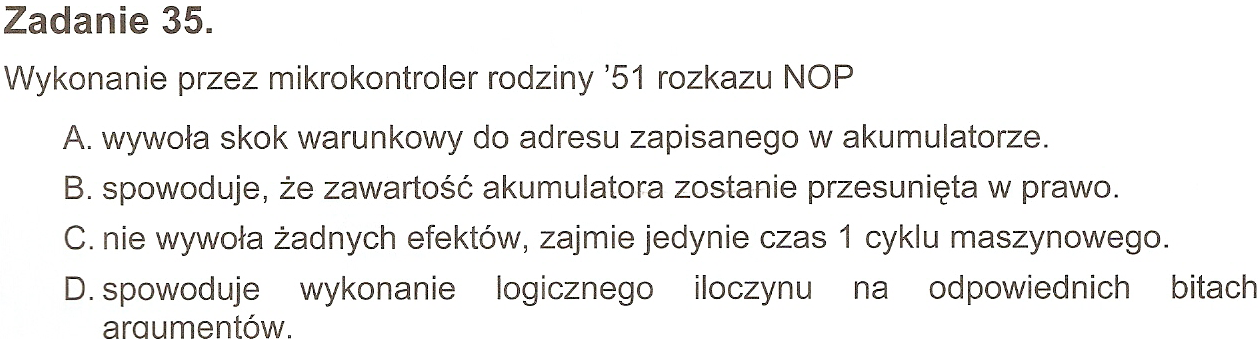 Zadanie 35.
Wykonanie przez mikrokontroler rodziny ’51 rozkazu NOP
A. wywoła skok warunkowy do adresu zapisanego w akumulatorze.
B. spowoduje, że zawartość akumulatora zostanie przesunięta w prawo.
C. nie wywoła żadnych efektów, zajmie jedynie czas 1 cyklu maszynowego.
D. spowoduje wykonanie logicznego iloczynu na odpowiednich bitach
argumentów.